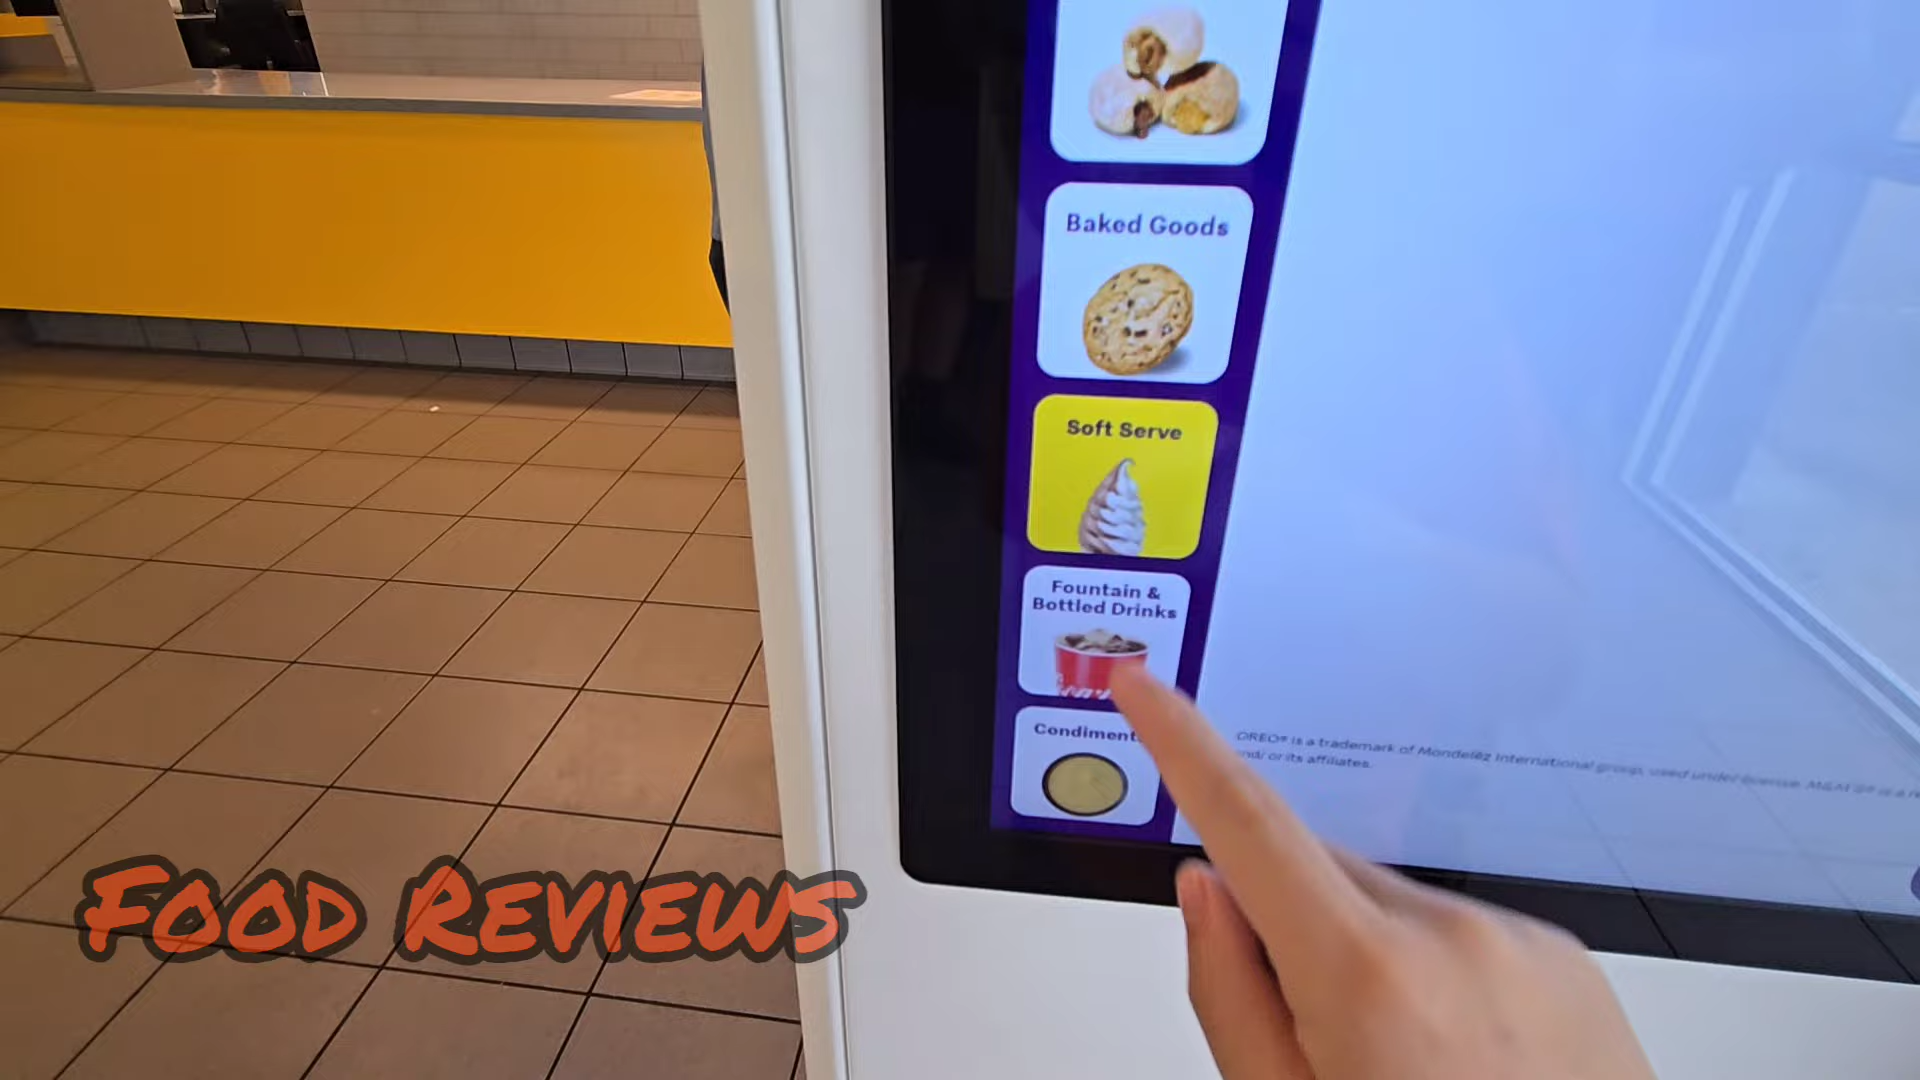 Baked Goods
Soft Serve
Fountain &
Bottled Drinks
Condiment
OREO® is a trademark of Mondelēz International group, used under license. M&M'S® is a
and/ or its affiliates.
Food Reviews